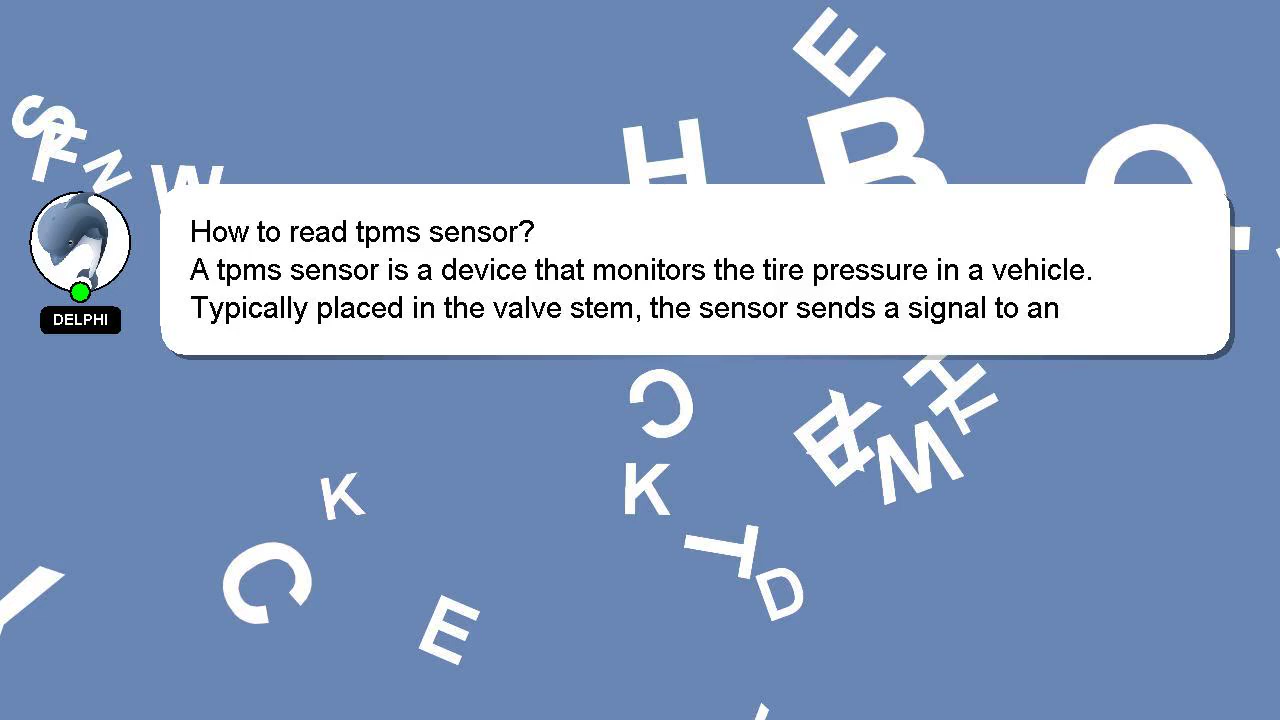 E
S
F
N
W
H
B
O
How to read tpms sensor?
A tpms sensor is a device that monitors the tire pressure in a vehicle.
Typically placed in the valve stem, the sensor sends a signal to an
DELPHI
C
E
M
H
K
K
T
D
C
E